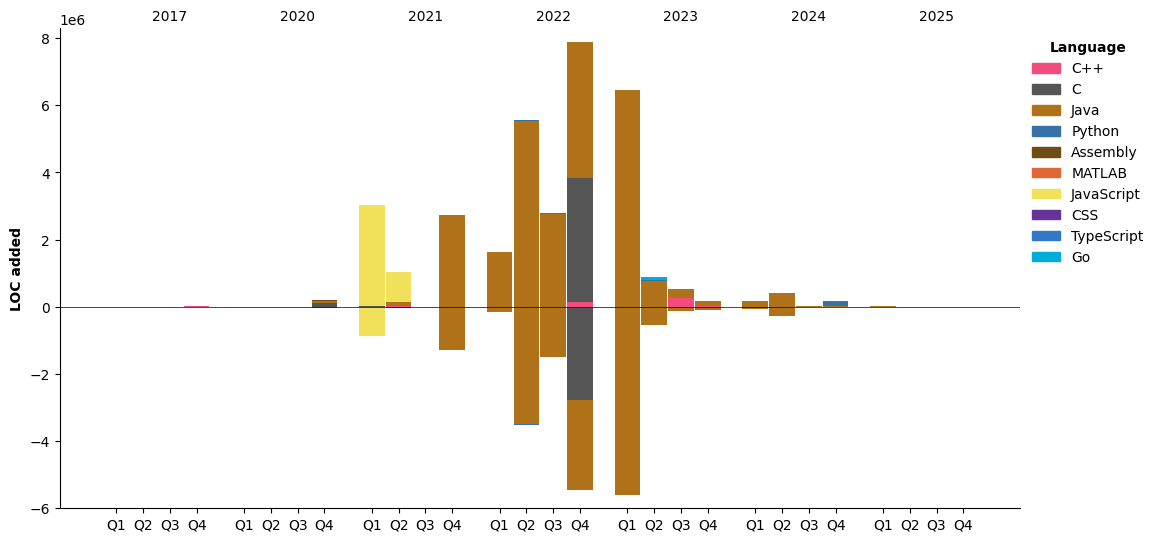 1e6
2017 2020 2021 2022 2023 2024 2025
8
6
4
2
0
−2
−4
−6
LOC added
Q1 Q2 Q3 Q4 Q1 Q2 Q3 Q4 Q1 Q2 Q3 Q4 Q1 Q2 Q3 Q4 Q1 Q2 Q3 Q4 Q1 Q2 Q3 Q4 Q1 Q2 Q3 Q4
Language
C++
C
Java
Python
Assembly
MATLAB
JavaScript
CSS
TypeScript
Go